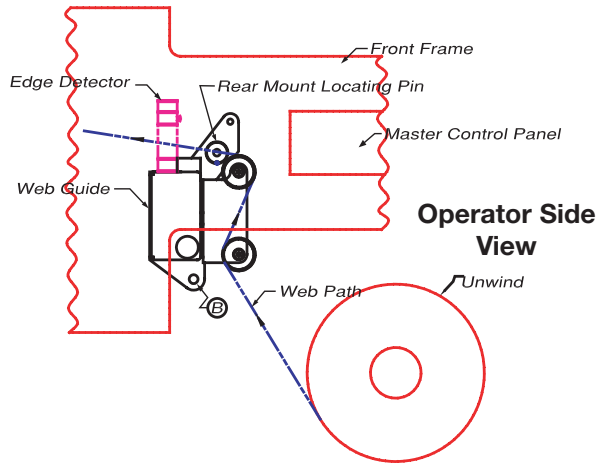 Front Frame
Edge Detector
Rear Mount Locating Pin
Master Control Panel
Web Guide
Operator Side
View
Unwind
Web Path
B